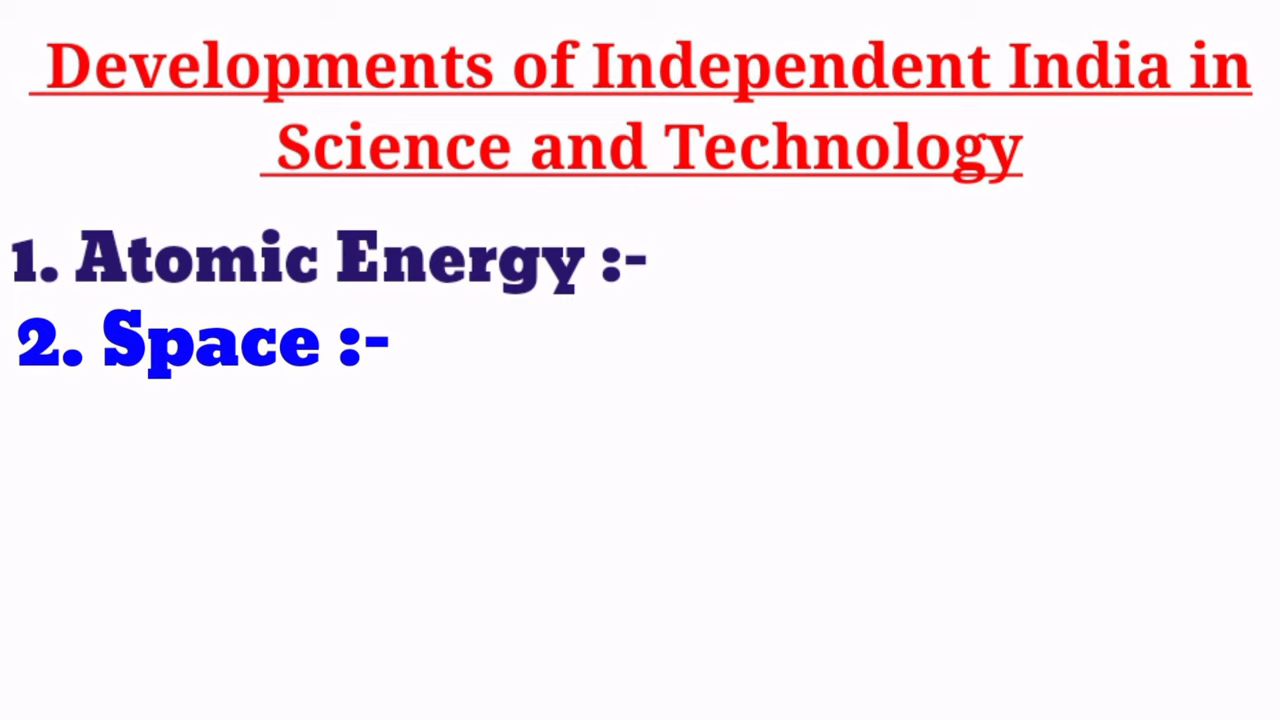 Developments of Independent India in
Science and Technology
1. Atomic Energy :-
2. Space :-